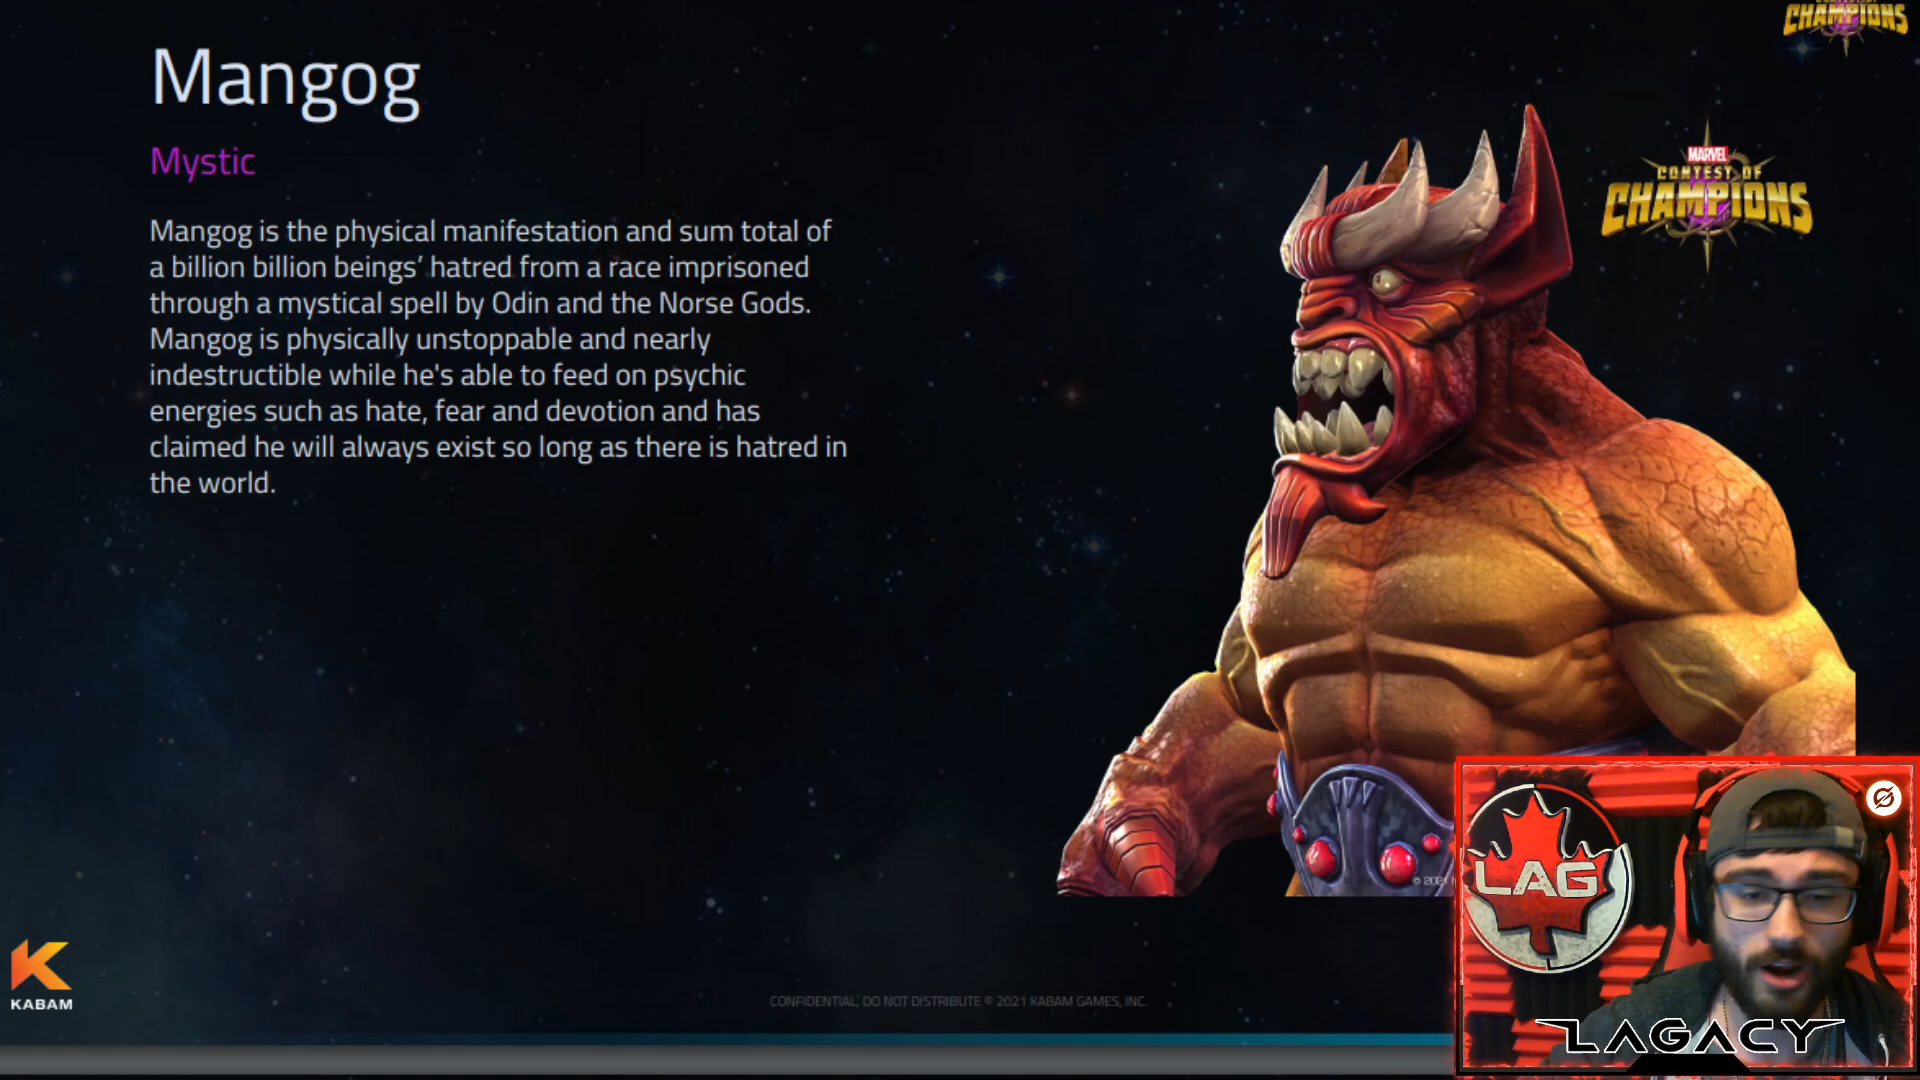 CHAMPIONS
Mangog
Mystic
MARVEL
CONTEST OF
CHAMPIONS
Mangog is the physical manifestation and sum total of
a billion billion beings’ hatred from a race imprisoned
through a mystical spell by Odin and the Norse Gods.
Mangog is physically unstoppable and nearly
indestructible while he's able to feed on psychic
energies such as hate, fear and devotion and has
claimed he will always exist so long as there is hatred in
the world.
LAG
KABAM
CONFIDENTIAL, DO NOT DISTRIBUTE © 2021 KABAM GAMES, INC.
LAGACY